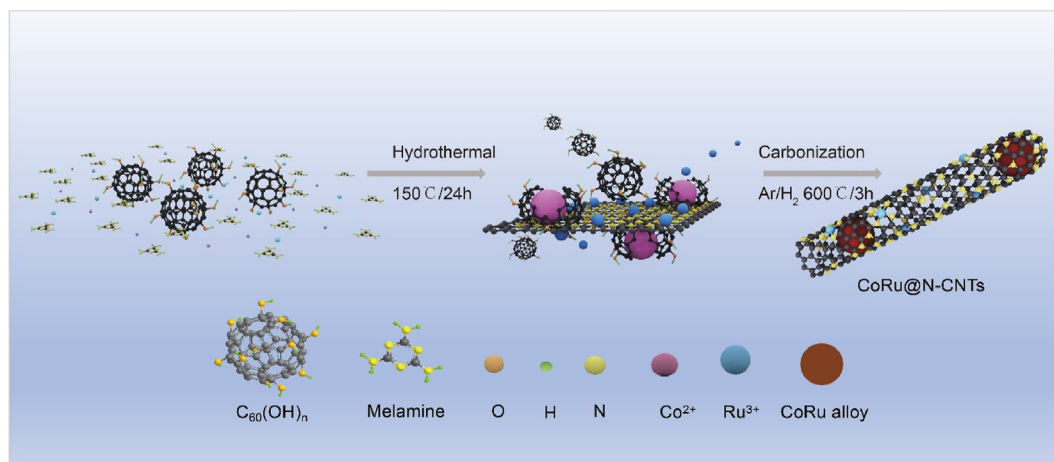 Hydrothermal
150℃/24h
Carbonization
Ar/H₂ 600℃/3h
CoRu@N-CNTs
C₆₀(OH)ₙ
Melamine
O
H
N
Co²⁺
Ru³⁺
CoRu alloy